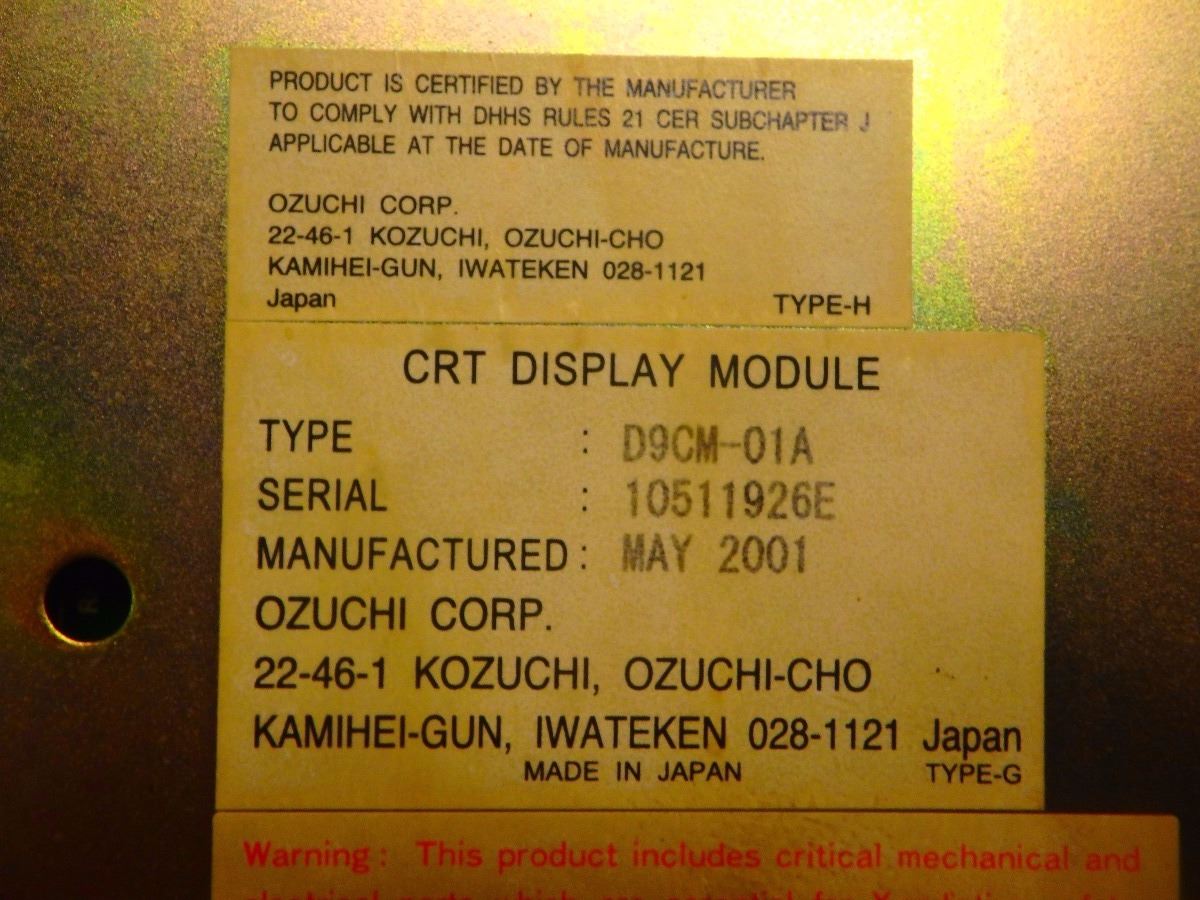 PRODUCT IS CERTIFIED BY THE MANUFACTURER
TO COMPLY WITH DHHS RULES 21 CER SUBCHAPTER J
APPLICABLE AT THE DATE OF MANUFACTURE.
OZUCHI CORP.
22-46-1 KOZUCHI, OZUCHI-CHO
KAMIHEI-GUN, IWATEKEN 028-1121
Japan TYPE-H
CRT DISPLAY MODULE
TYPE : D9CM-01A
SERIAL : 10511926E
MANUFACTURED: MAY 2001
OZUCHI CORP.
22-46-1 KOZUCHI, OZUCHI-CHO
KAMIHEI-GUN, IWATEKEN 028-1121 Japan
MADE IN JAPAN TYPE-G
Warning: This product includes critical mechanical and